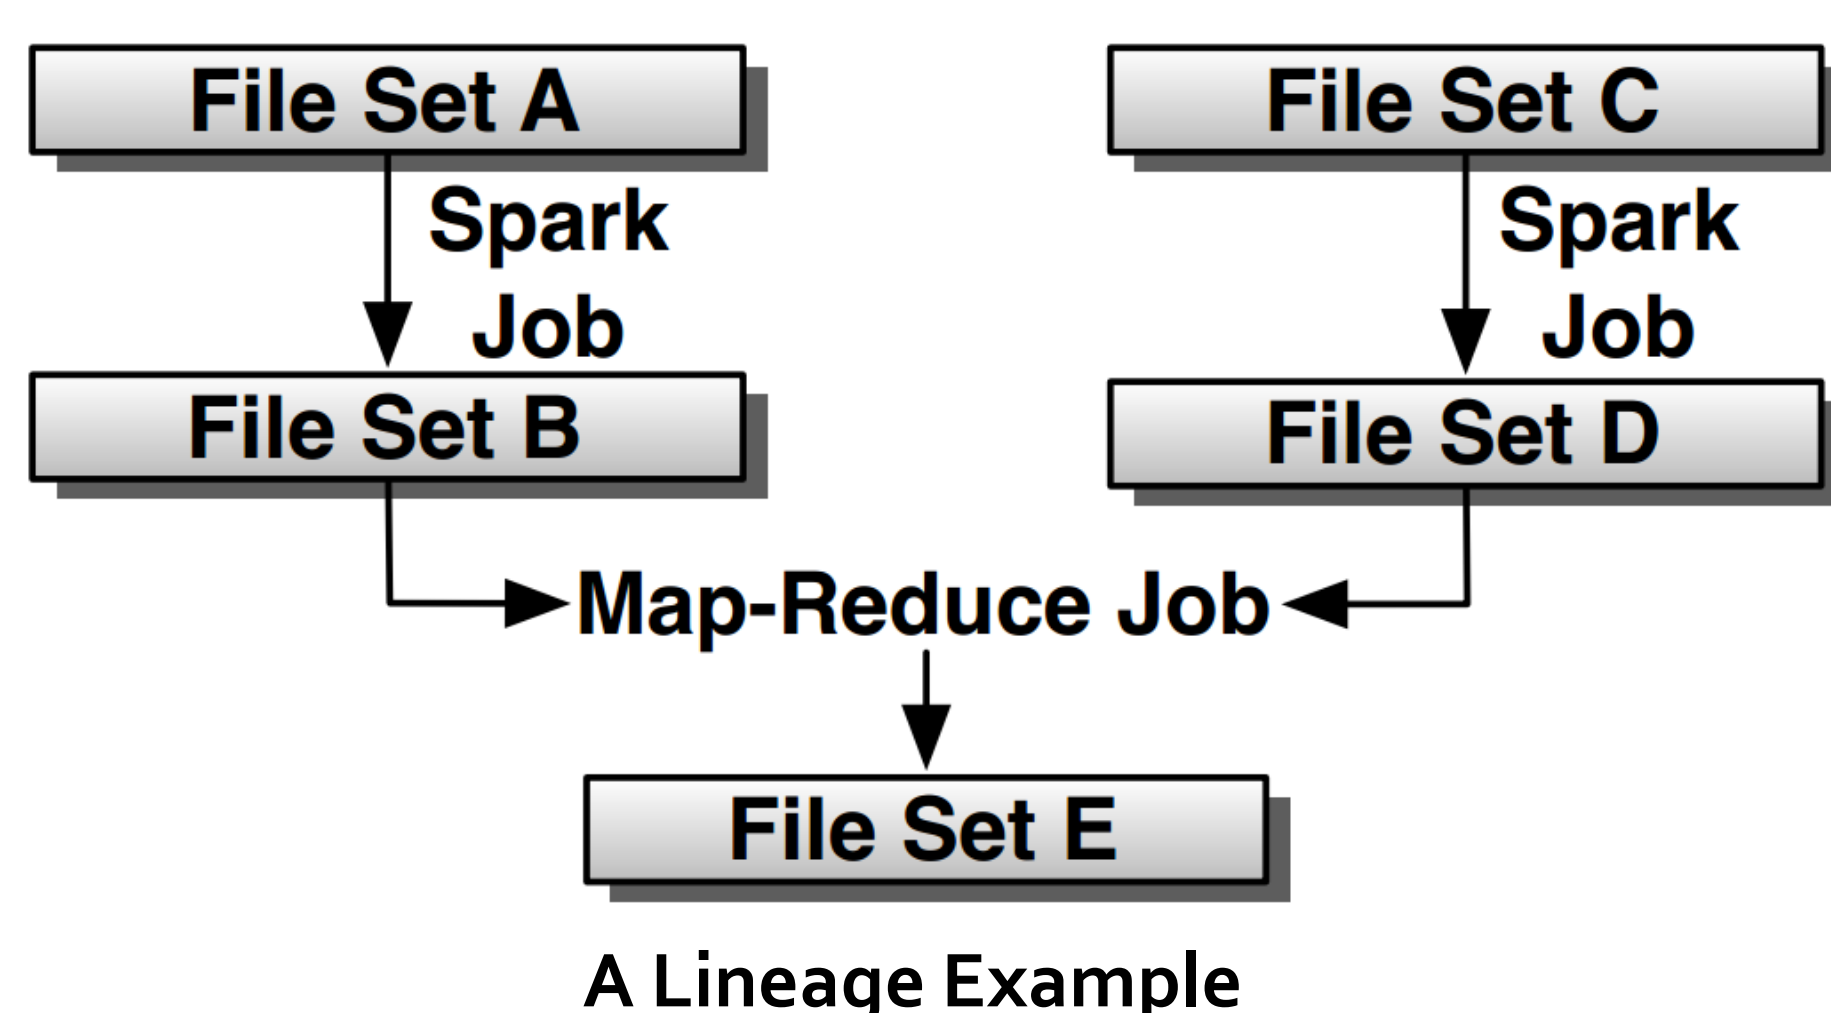 File Set A
File Set C
Spark
Job
Spark
Job
File Set B
File Set D
Map-Reduce Job
File Set E
A Lineage Example